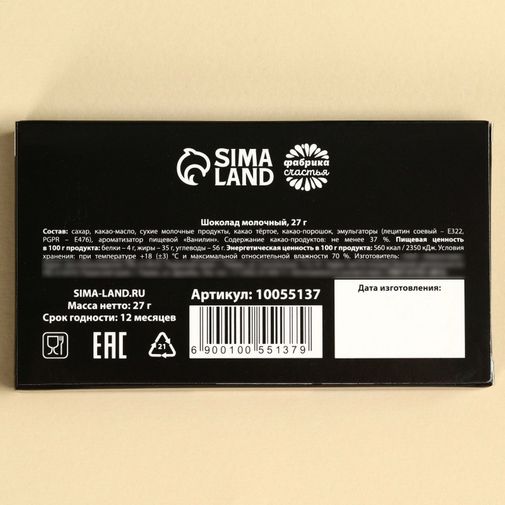 SIMA
LAND
фабрика
счастья
Шоколад молочный, 27 г
Состав: сахар, какао-масло, сухие молочные продукты, какао тёртое, какао-порошок, эмульгаторы (лецитин соевый – E322,
PGPR – E476), ароматизатор пищевой «Ванилин». Содержание какао-продуктов: не менее 37 %. Пищевая ценность
в 100 г продукта: белки – 4 г, жиры – 35 г, углеводы – 56 г. Энергетическая ценность в 100 г продукта: 560 ккал / 2350 кДж. Условия
хранения: при температуре +18 (±3) °С и максимальной относительной влажности 70 %. Изготовитель:
SIMA-LAND.RU
Масса нетто: 27 г
Срок годности: 12 месяцев
EAC
21
Артикул: 10055137
6 900100 551379
Дата изготовления: